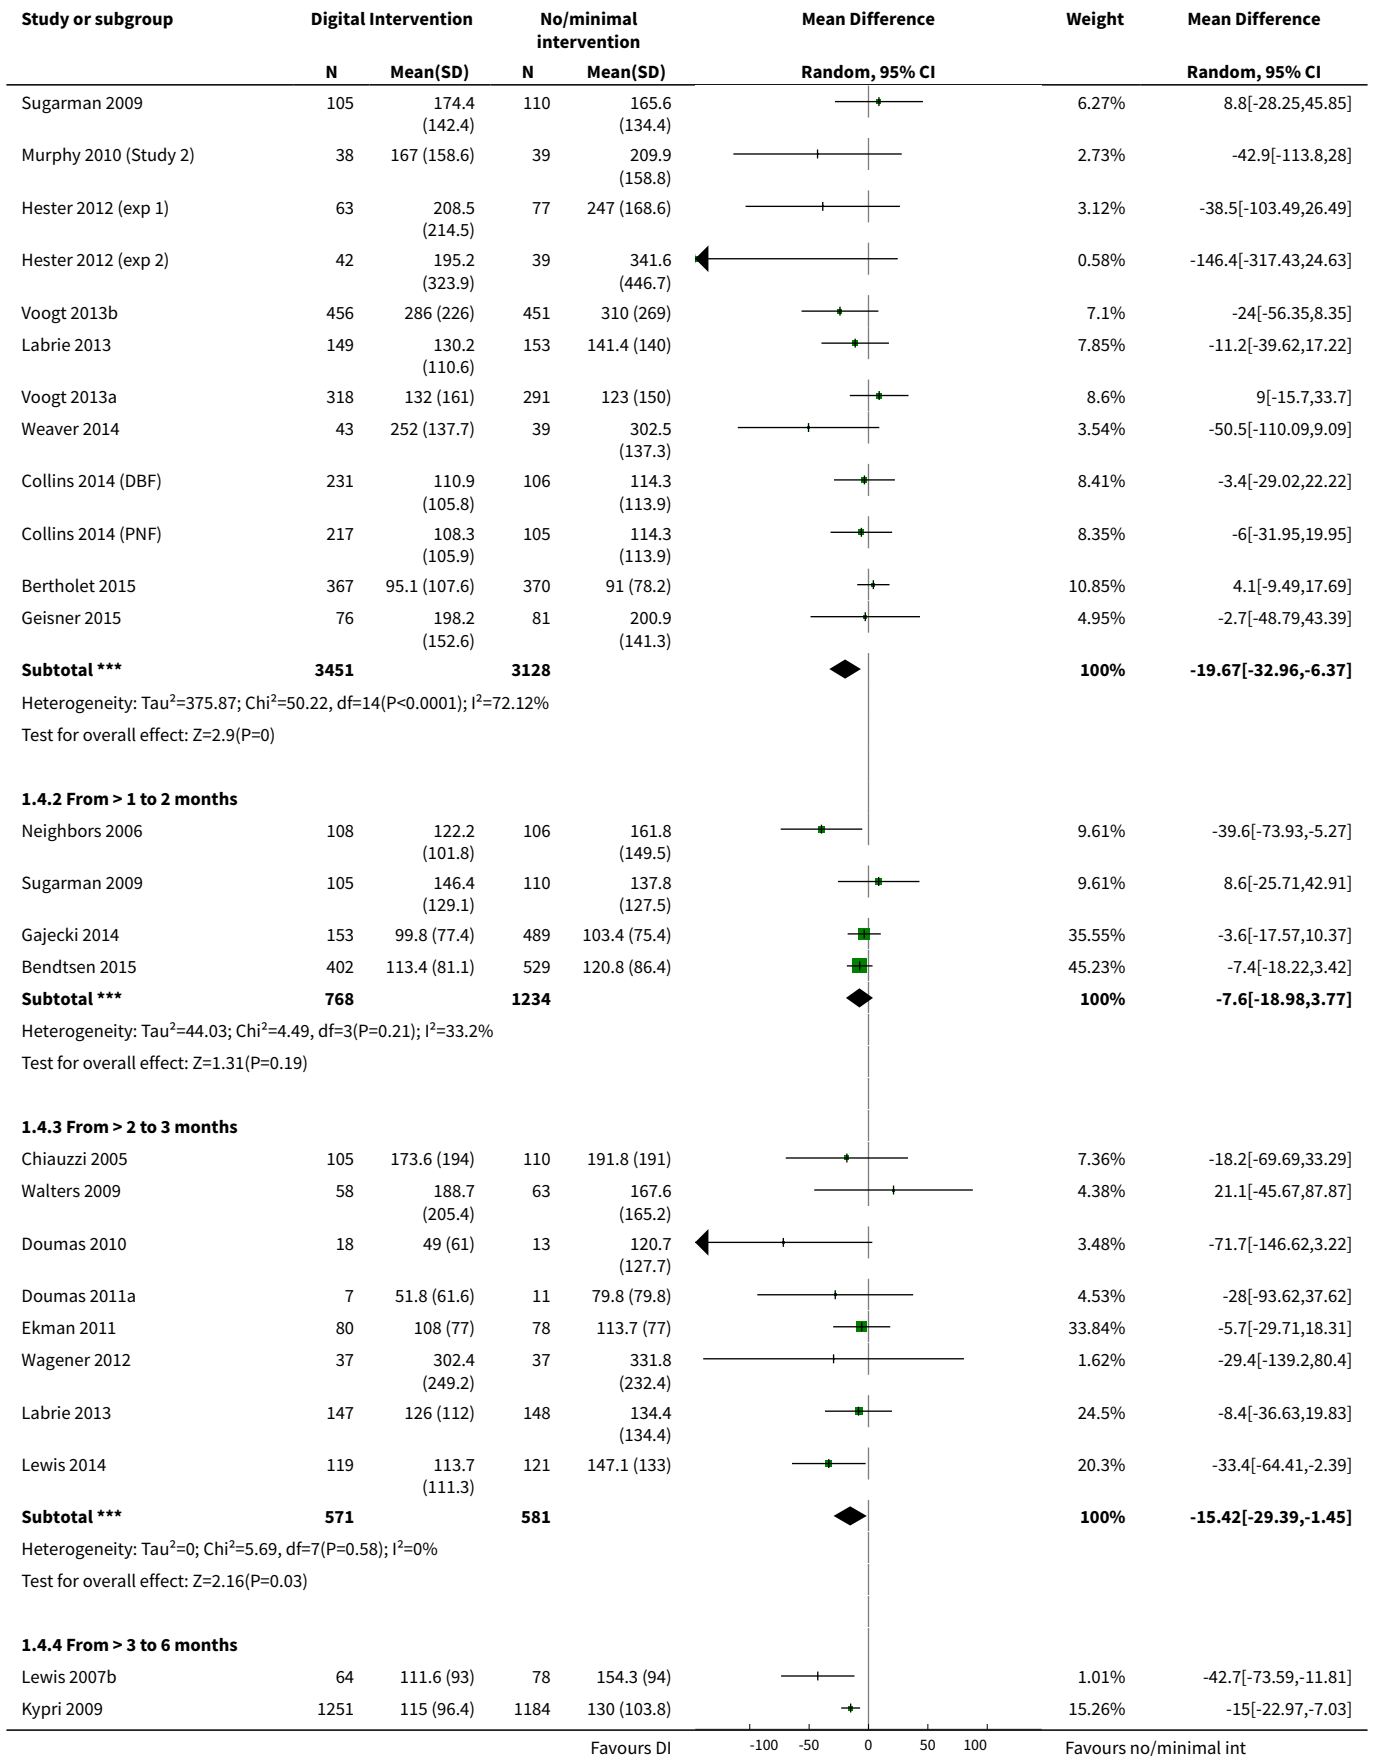 Study or subgroup Digital Intervention No/minimal Mean Difference Weight Mean Difference
intervention
N Mean(SD) N Mean(SD) Random, 95% CI Random, 95% CI
Sugarman 2009 105 174.4 110 165.6 6.27% 8.8[-28.25,45.85]
(142.4) (134.4)
Murphy 2010 (Study 2) 38 167 (158.6) 39 209.9 2.73% -42.9[-113.8,28]
(158.8)
Hester 2012 (exp 1) 63 208.5 77 247 (168.6) 3.12% -38.5[-103.49,26.49]
(214.5)
Hester 2012 (exp 2) 42 195.2 39 341.6 0.58% -146.4[-317.43,24.63]
(323.9) (446.7)
Voogt 2013b 456 286 (226) 451 310 (269) 7.1% -24[-56.35,8.35]
Labrie 2013 149 130.2 153 141.4 (140) 7.85% -11.2[-39.62,17.22]
(110.6)
Voogt 2013a 318 132 (161) 291 123 (150) 8.6% 9[-15.7,33.7]
Weaver 2014 43 252 (137.7) 39 302.5 3.54% -50.5[-110.09,9.09]
(137.3)
Collins 2014 (DBF) 231 110.9 106 114.3 8.41% -3.4[-29.02,22.22]
(105.8) (113.9)
Collins 2014 (PNF) 217 108.3 105 114.3 8.35% -6[-31.95,19.95]
(105.9) (113.9)
Bertholet 2015 367 95.1 (107.6) 370 91 (78.2) 10.85% 4.1[-9.49,17.69]
Geisner 2015 76 198.2 81 200.9 4.95% -2.7[-48.79,43.39]
(152.6) (141.3)
Subtotal *** 3451 3128 100% -19.67[-32.96,-6.37]
Heterogeneity: Tau²=375.87; Chi²=50.22, df=14(P<0.0001); I²=72.12%
Test for overall effect: Z=2.9(P=0)
1.4.2 From > 1 to 2 months
Neighbors 2006 108 122.2 106 161.8 9.61% -39.6[-73.93,-5.27]
(101.8) (149.5)
Sugarman 2009 105 146.4 110 137.8 9.61% 8.6[-25.71,42.91]
(129.1) (127.5)
Gajecki 2014 153 99.8 (77.4) 489 103.4 (75.4) 35.55% -3.6[-17.57,10.37]
Bendtsen 2015 402 113.4 (81.1) 529 120.8 (86.4) 45.23% -7.4[-18.22,3.42]
Subtotal *** 768 1234 100% -7.6[-18.98,3.77]
Heterogeneity: Tau²=44.03; Chi²=4.49, df=3(P=0.21); I²=33.2%
Test for overall effect: Z=1.31(P=0.19)
1.4.3 From > 2 to 3 months
Chiauzzi 2005 105 173.6 (194) 110 191.8 (191) 7.36% -18.2[-69.69,33.29]
Walters 2009 58 188.7 63 167.6 4.38% 21.1[-45.67,87.87]
(205.4) (165.2)
Doumas 2010 18 49 (61) 13 120.7 3.48% -71.7[-146.62,3.22]
(127.7)
Doumas 2011a 7 51.8 (61.6) 11 79.8 (79.8) 4.53% -28[-93.62,37.62]
Ekman 2011 80 108 (77) 78 113.7 (77) 33.84% -5.7[-29.71,18.31]
Wagener 2012 37 302.4 37 331.8 1.62% -29.4[-139.2,80.4]
(249.2) (232.4)
Labrie 2013 147 126 (112) 148 134.4 24.5% -8.4[-36.63,19.83]
(134.4)
Lewis 2014 119 113.7 121 147.1 (133) 20.3% -33.4[-64.41,-2.39]
(111.3)
Subtotal *** 571 581 100% -15.42[-29.39,-1.45]
Heterogeneity: Tau²=0; Chi²=5.69, df=7(P=0.58); I²=0%
Test for overall effect: Z=2.16(P=0.03)
1.4.4 From > 3 to 6 months
Lewis 2007b 64 111.6 (93) 78 154.3 (94) 1.01% -42.7[-73.59,-11.81]
Kypri 2009 1251 115 (96.4) 1184 130 (103.8) 15.26% -15[-22.97,-7.03]
Favours DI -100 -50 0 50 100 Favours no/minimal int